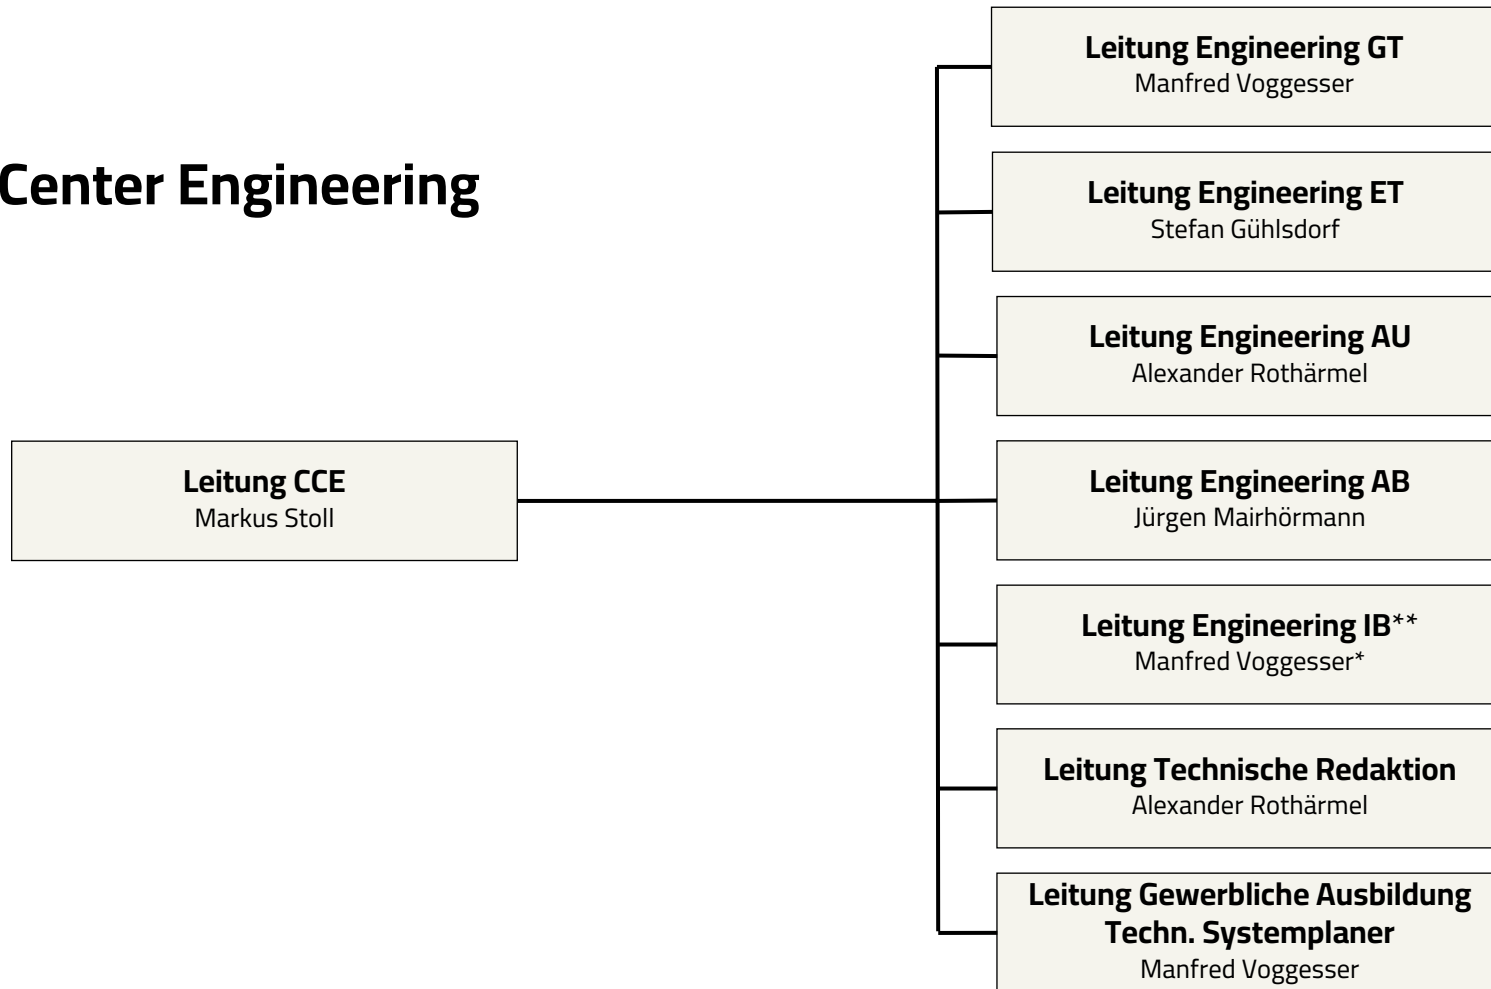 Center Engineering
Leitung CCE
Markus Stoll
Leitung Engineering GT
Manfred Voggesser
Leitung Engineering ET
Stefan Gühlsdorf
Leitung Engineering AU
Alexander Rothärmel
Leitung Engineering AB
Jürgen Mairhörmann
Leitung Engineering IB**
Manfred Voggesser*
Leitung Technische Redaktion
Alexander Rothärmel
Leitung Gewerbliche Ausbildung
Techn. Systemplaner
Manfred Voggesser